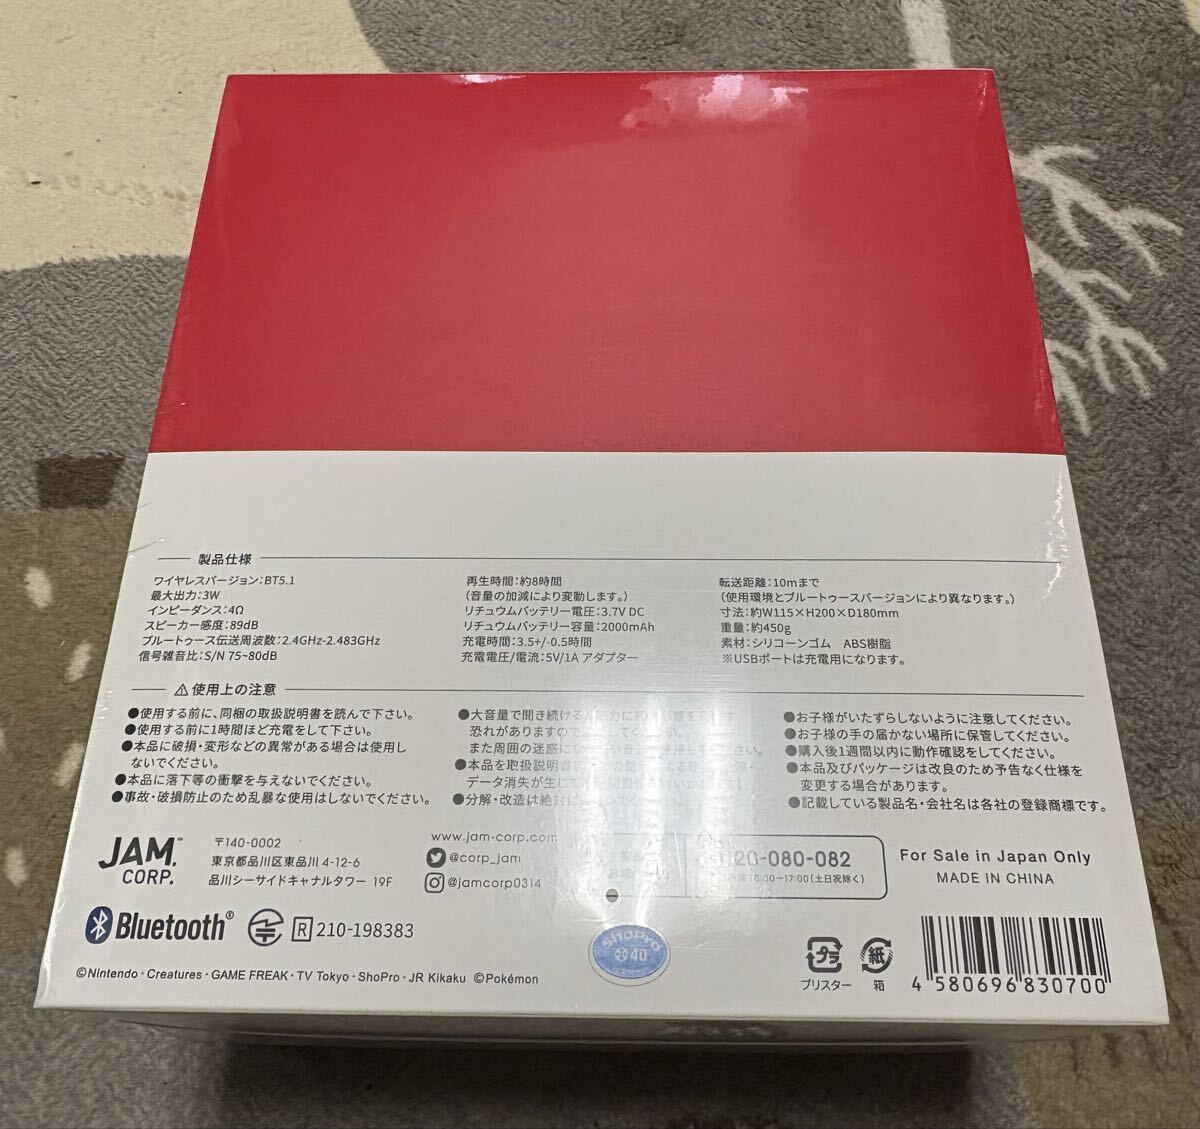 製品仕様
ワイヤレスバージョン:BT5.1
最大出力:3W
インピーダンス:4Ω
スピーカー感度:89dB
ブルートゥース伝送周波数:2.4GHz-2.483GHz
信号雑音比:S/N 75~80dB
再生時間:約8時間
(音量の加減により変動します。)
リチュウムバッテリー電圧:3.7V DC
リチュウムバッテリー容量:2000mAh
充電時間:3.5+/-0.5時間
充電電圧/電流:5V/1A アダプター
転送距離:10mまで
(使用環境とブルートゥースバージョンにより異なります。)
寸法:約W115×H200×D180mm
重量:約450g
素材:シリコーンゴム ABS樹脂
※USBポートは充電用になります。
⚠使用上の注意
●使用する前に、同梱の取扱説明書を読んで下さい。
●使用する前に1時間ほど充電をして下さい。
●本品に破損・変形などの異常がある場合は使用し
ないでください。
●本品に落下等の衝撃を与えないでください。
●事故・破損防止のため乱暴な使用はしないでください。
●大音量で聞き続ける
恐れがありますので
また周囲の迷惑にな
●本品を取扱説明書
データ消失が生じて
●分解・改造は絶対に
●お子様がいたずらしないように注意してください。
●お子様の手の届かない場所に保管してください。
●購入後1週間以内に動作確認をしてください。
●本品及びパッケージは改良のため予告なく仕様を
変更する場合があります。
●記載している製品名・会社名は各社の登録商標です。
JAM.™
CORP.
〒140-0002
東京都品川区東品川 4-12-6
品川シーサイドキャナルタワー 19F
www.jam-corp.com
@corp_jam
@jamcorp0314
20-080-082
-17:00(土日祝除く)
For Sale in Japan Only
MADE IN CHINA
Bluetooth®
R 210-198383
©Nintendo・Creatures・GAME FREAK・TV Tokyo・ShoPro・JR Kikaku ©Pokémon
ShoPro
40
プラ
ブリスター
紙
箱
4 580696 830700